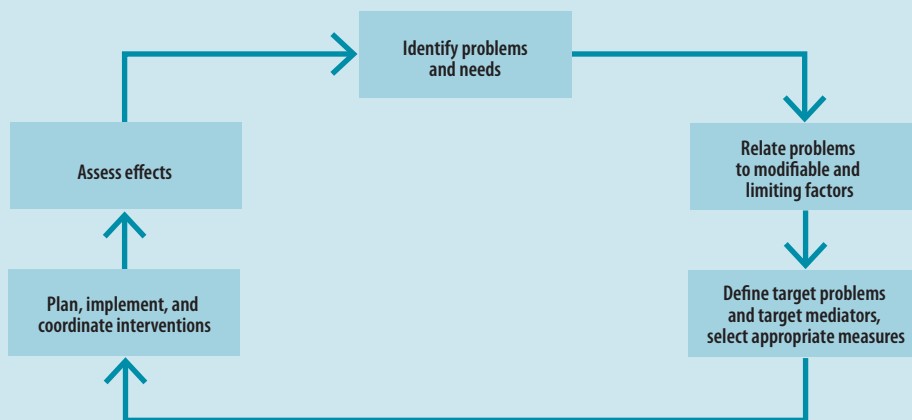 Identify problems
and needs
Relate problems
to modifiable and
limiting factors
Define target problems
and target mediators,
select appropriate measures
Plan, implement, and
coordinate interventions
Assess effects